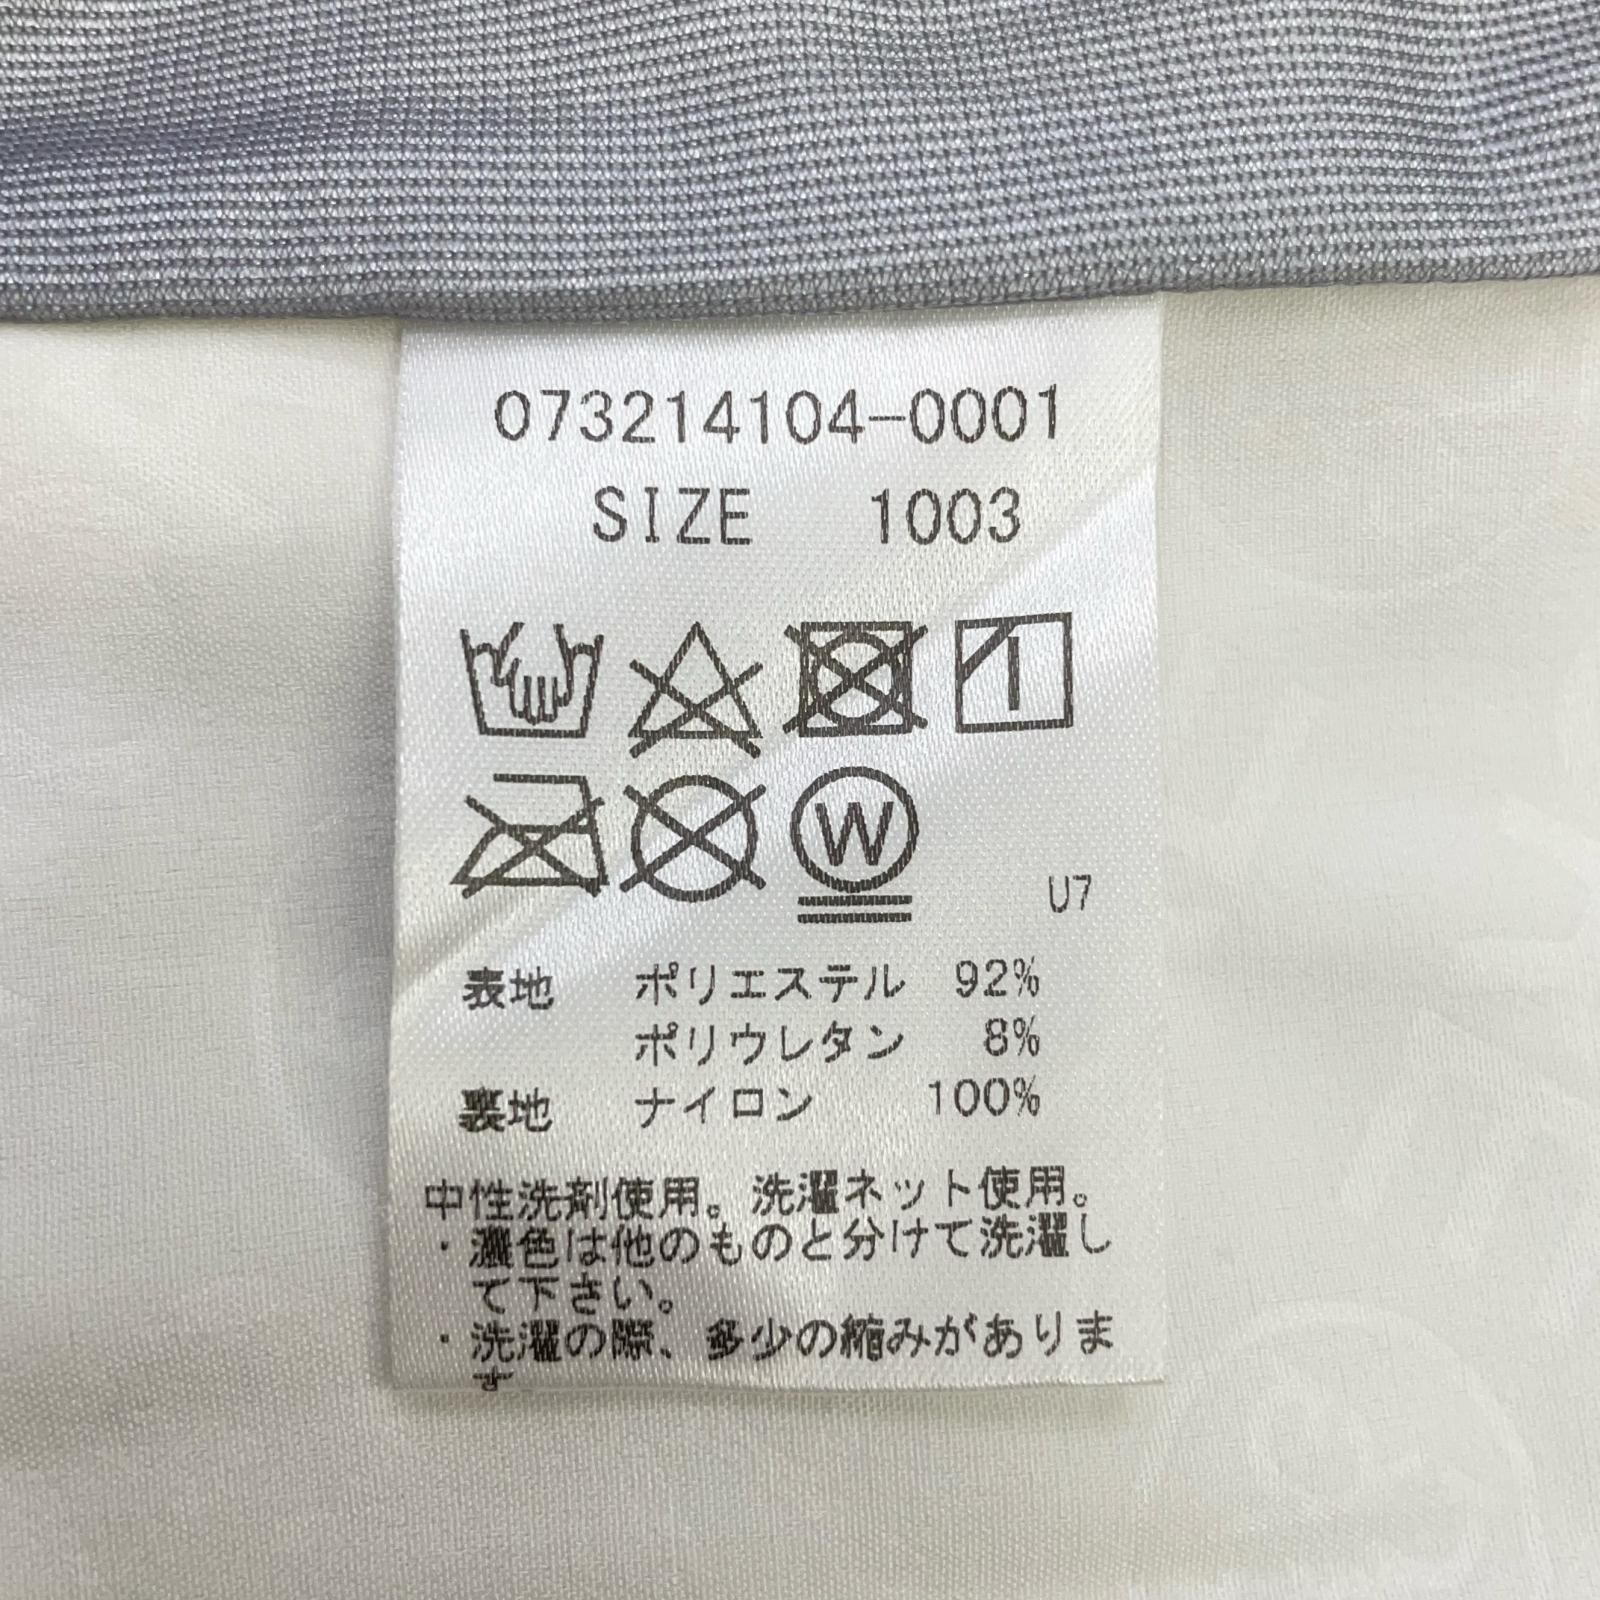 073214104-0001
SIZE 1003
W
U7
表地 ポリエステル 92%
ポリウレタン 8%
裏地 ナイロン 100%
中性洗剤使用。洗濯ネット使用。
・濃色は他のものと分けて洗濯し
て下さい。
・洗濯の際、多少の縮みがありま
す